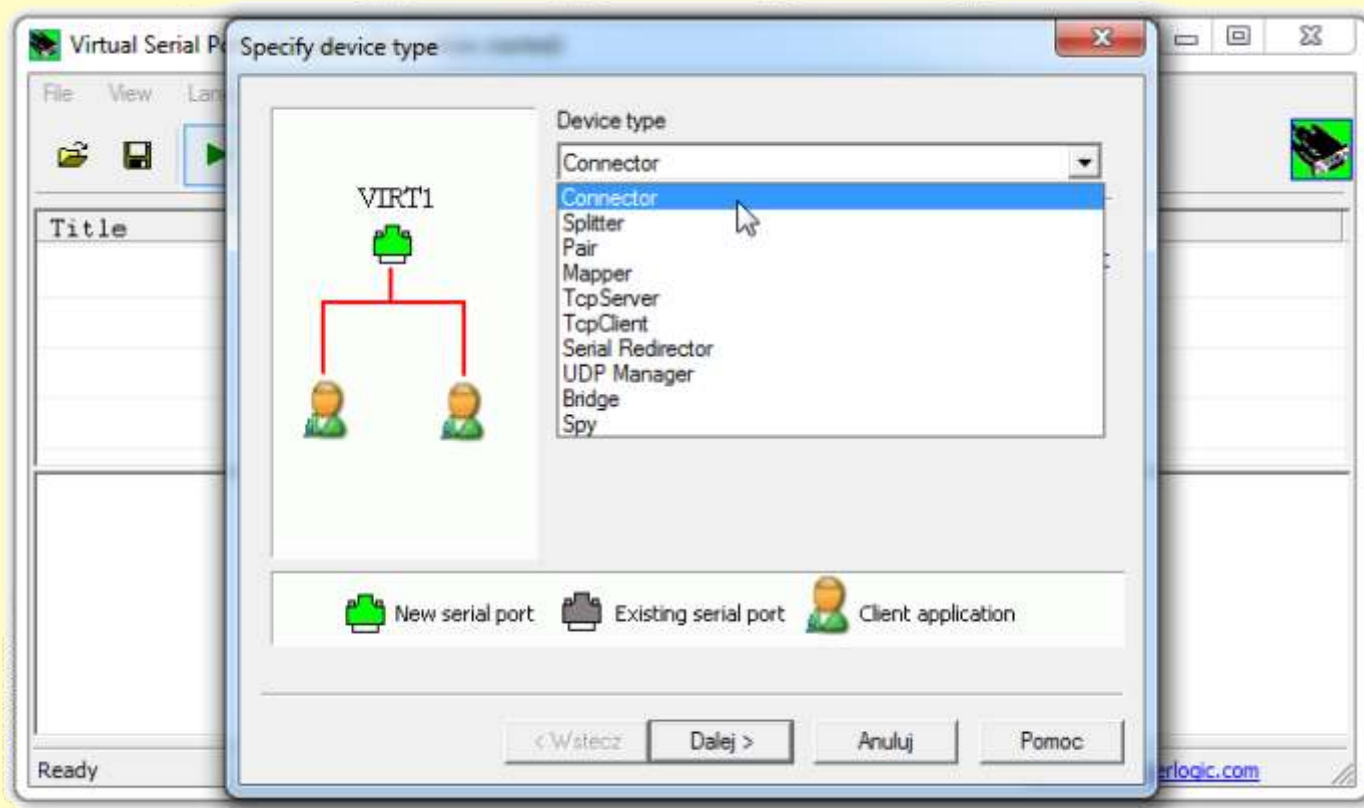 Virtual Serial Po
Specify device type
File View Lan
Device type
Connector
Connector
Splitter
Pair
Mapper
TcpServer
TcpClient
Serial Redirector
UDP Manager
Bridge
Spy
VIRT1
Title
New serial port Existing serial port Client application
< Wstecz Dalej > Anuluj Pomoc
Ready
erlogic.com